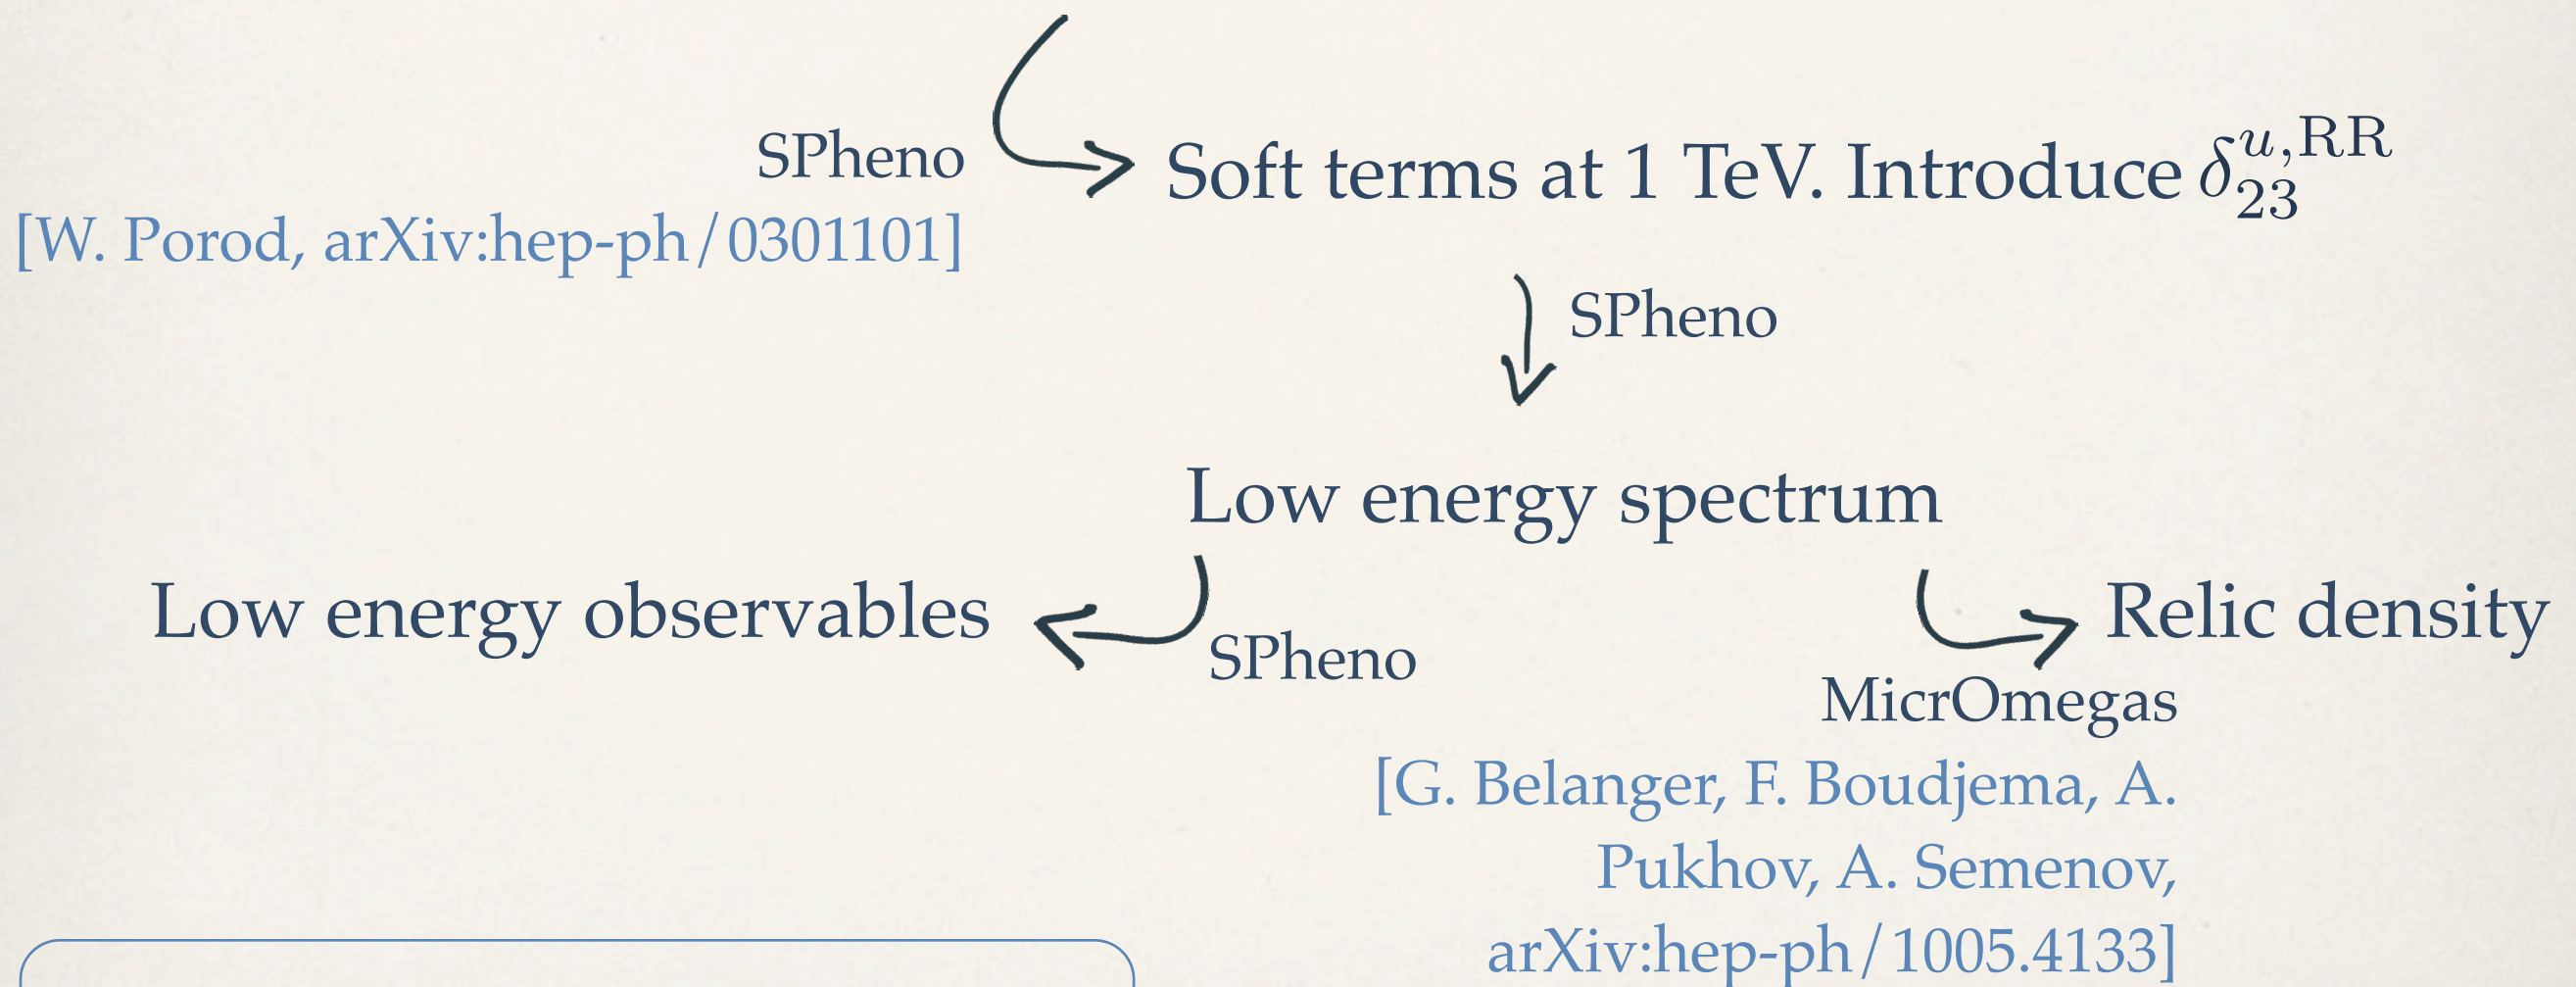 SPheno
[W. Porod, arXiv:hep-ph/0301101]
Soft terms at 1 TeV. Introduce δ₂₃ᵘ,ᴿᴿ
SPheno
Low energy spectrum
Low energy observables
SPheno
Relic density
MicrOmegas
[G. Belanger, F. Boudjema, A.
Pukhov, A. Semenov,
arXiv:hep-ph/1005.4133]